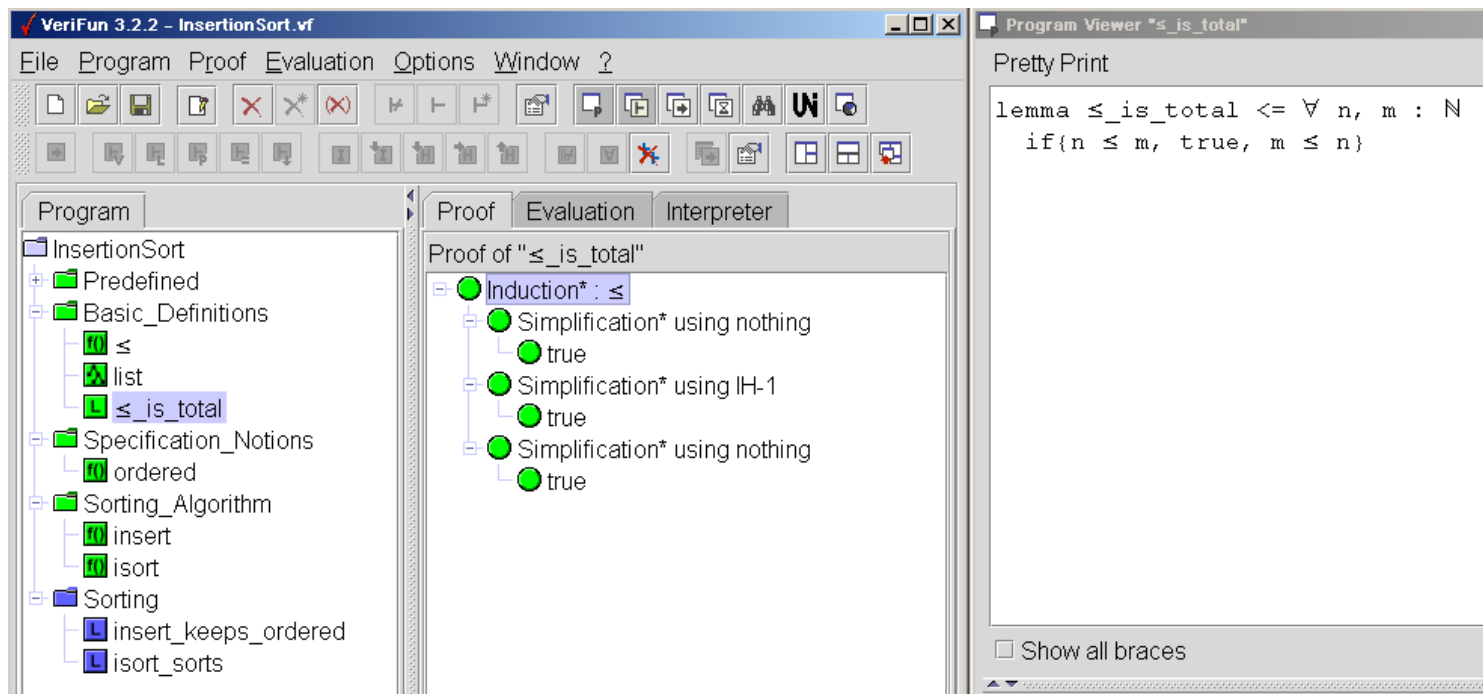 VeriFun 3.2.2 - InsertionSort.vf
File Program Proof Evaluation Options Window ?
Program
InsertionSort
Predefined
Basic_Definitions
f() ≤
list
L ≤_is_total
Specification_Notions
f() ordered
Sorting_Algorithm
f() insert
f() isort
Sorting
L insert_keeps_ordered
L isort_sorts
Proof Evaluation Interpreter
Proof of "≤_is_total"
Induction* : ≤
Simplification* using nothing
true
Simplification* using IH-1
true
Simplification* using nothing
true
Program Viewer "≤_is_total"
Pretty Print
lemma ≤_is_total <= ∀ n, m : ℕ
if{n ≤ m, true, m ≤ n}
Show all braces